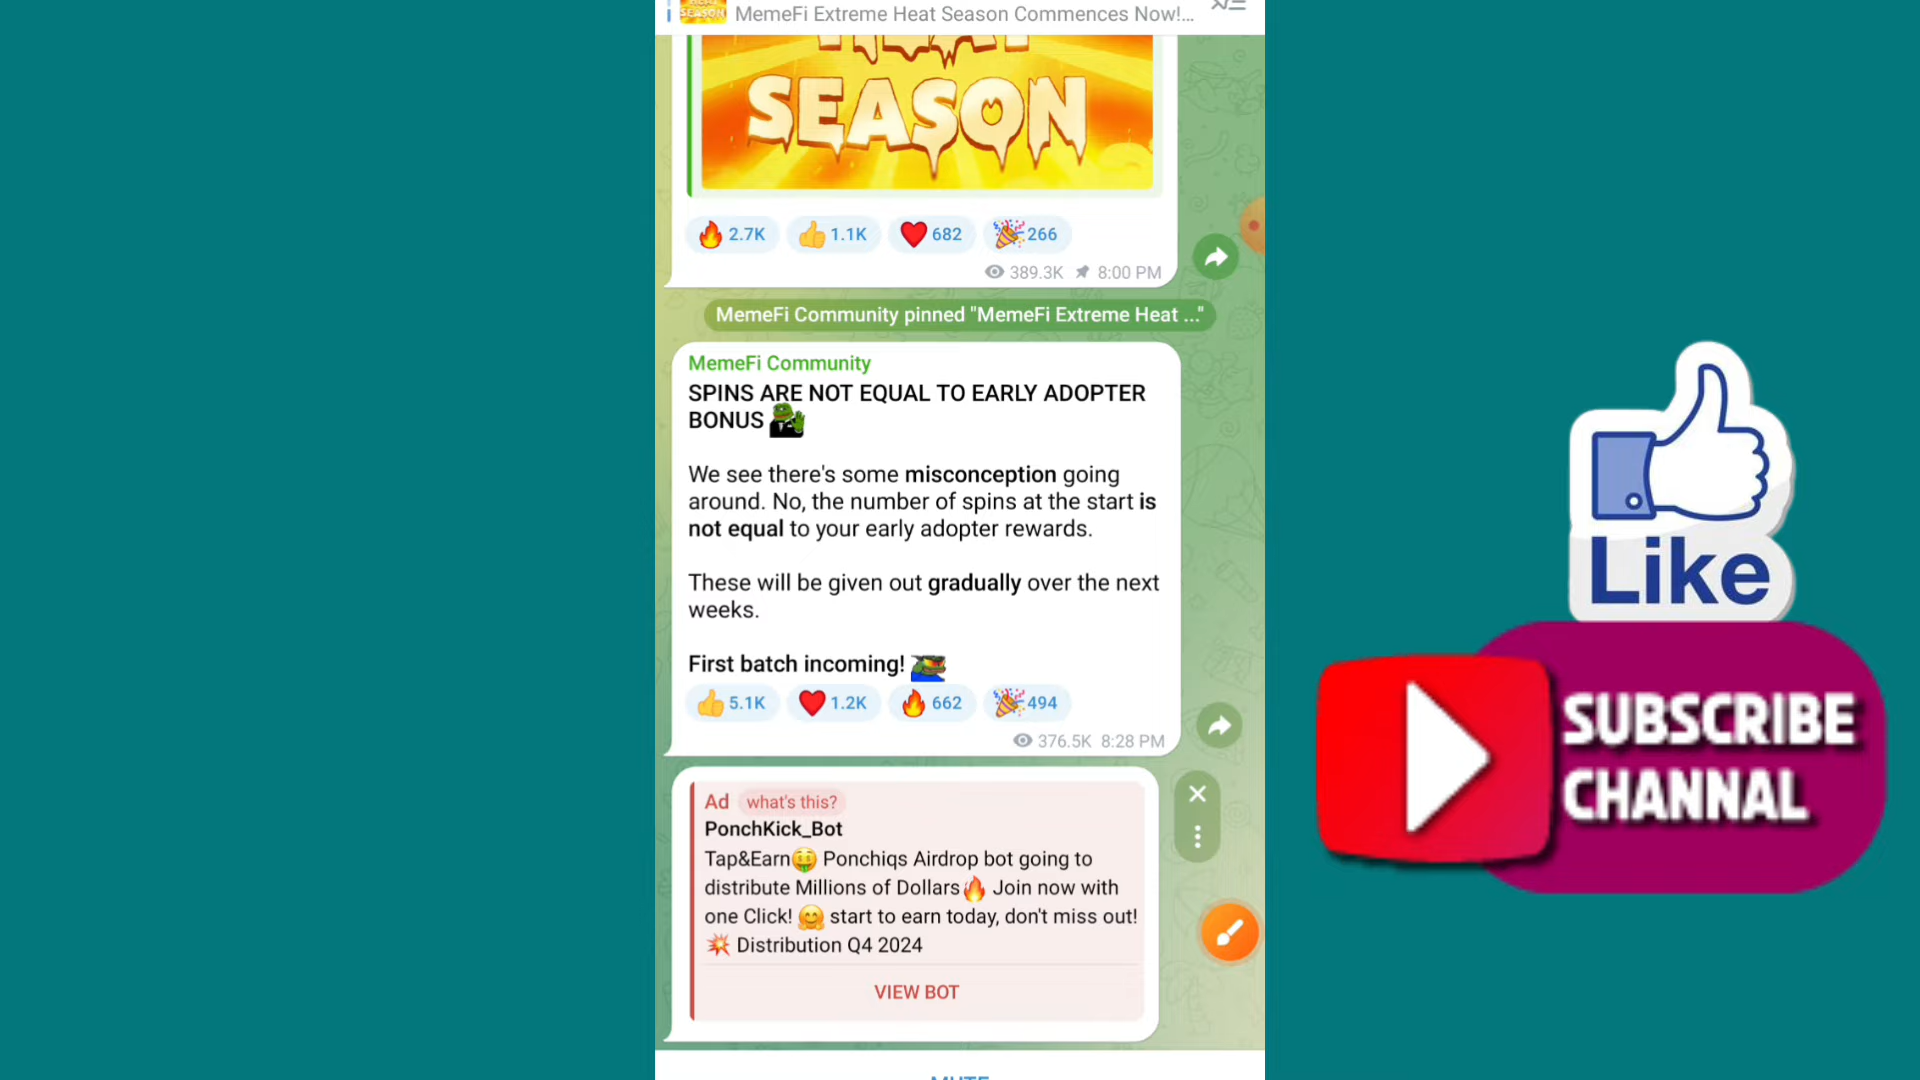 MemeFi Extreme Heat Season Commences Now!...
HEAT
SEASON
SEASON
2.7K 1.1K 682 266
389.3K 8:00 PM
MemeFi Community pinned "MemeFi Extreme Heat ..."
MemeFi Community
SPINS ARE NOT EQUAL TO EARLY ADOPTER
BONUS
We see there's some misconception going
around. No, the number of spins at the start is
not equal to your early adopter rewards.
These will be given out gradually over the next
weeks.
First batch incoming!
5.1K 1.2K 662 494
376.5K 8:28 PM
Ad what's this?
PonchKick_Bot
Tap&Earn Ponchiqs Airdrop bot going to
distribute Millions of Dollars Join now with
one Click! start to earn today, don't miss out!
Distribution Q4 2024
VIEW BOT
MUTE
Like
SUBSCRIBE
CHANNAL